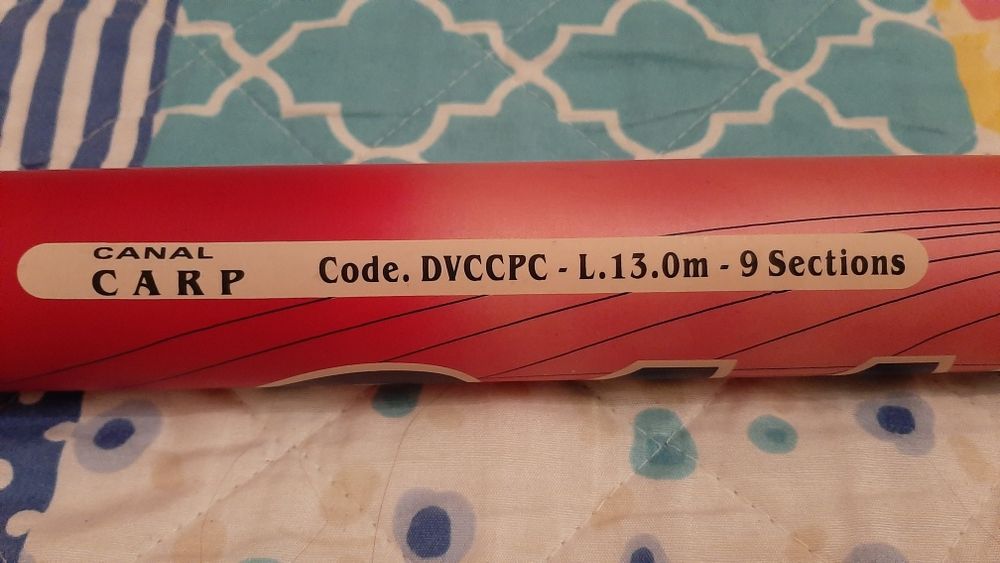 CANAL
CARP
Code. DVCCPC - L.13.0m - 9 Sections